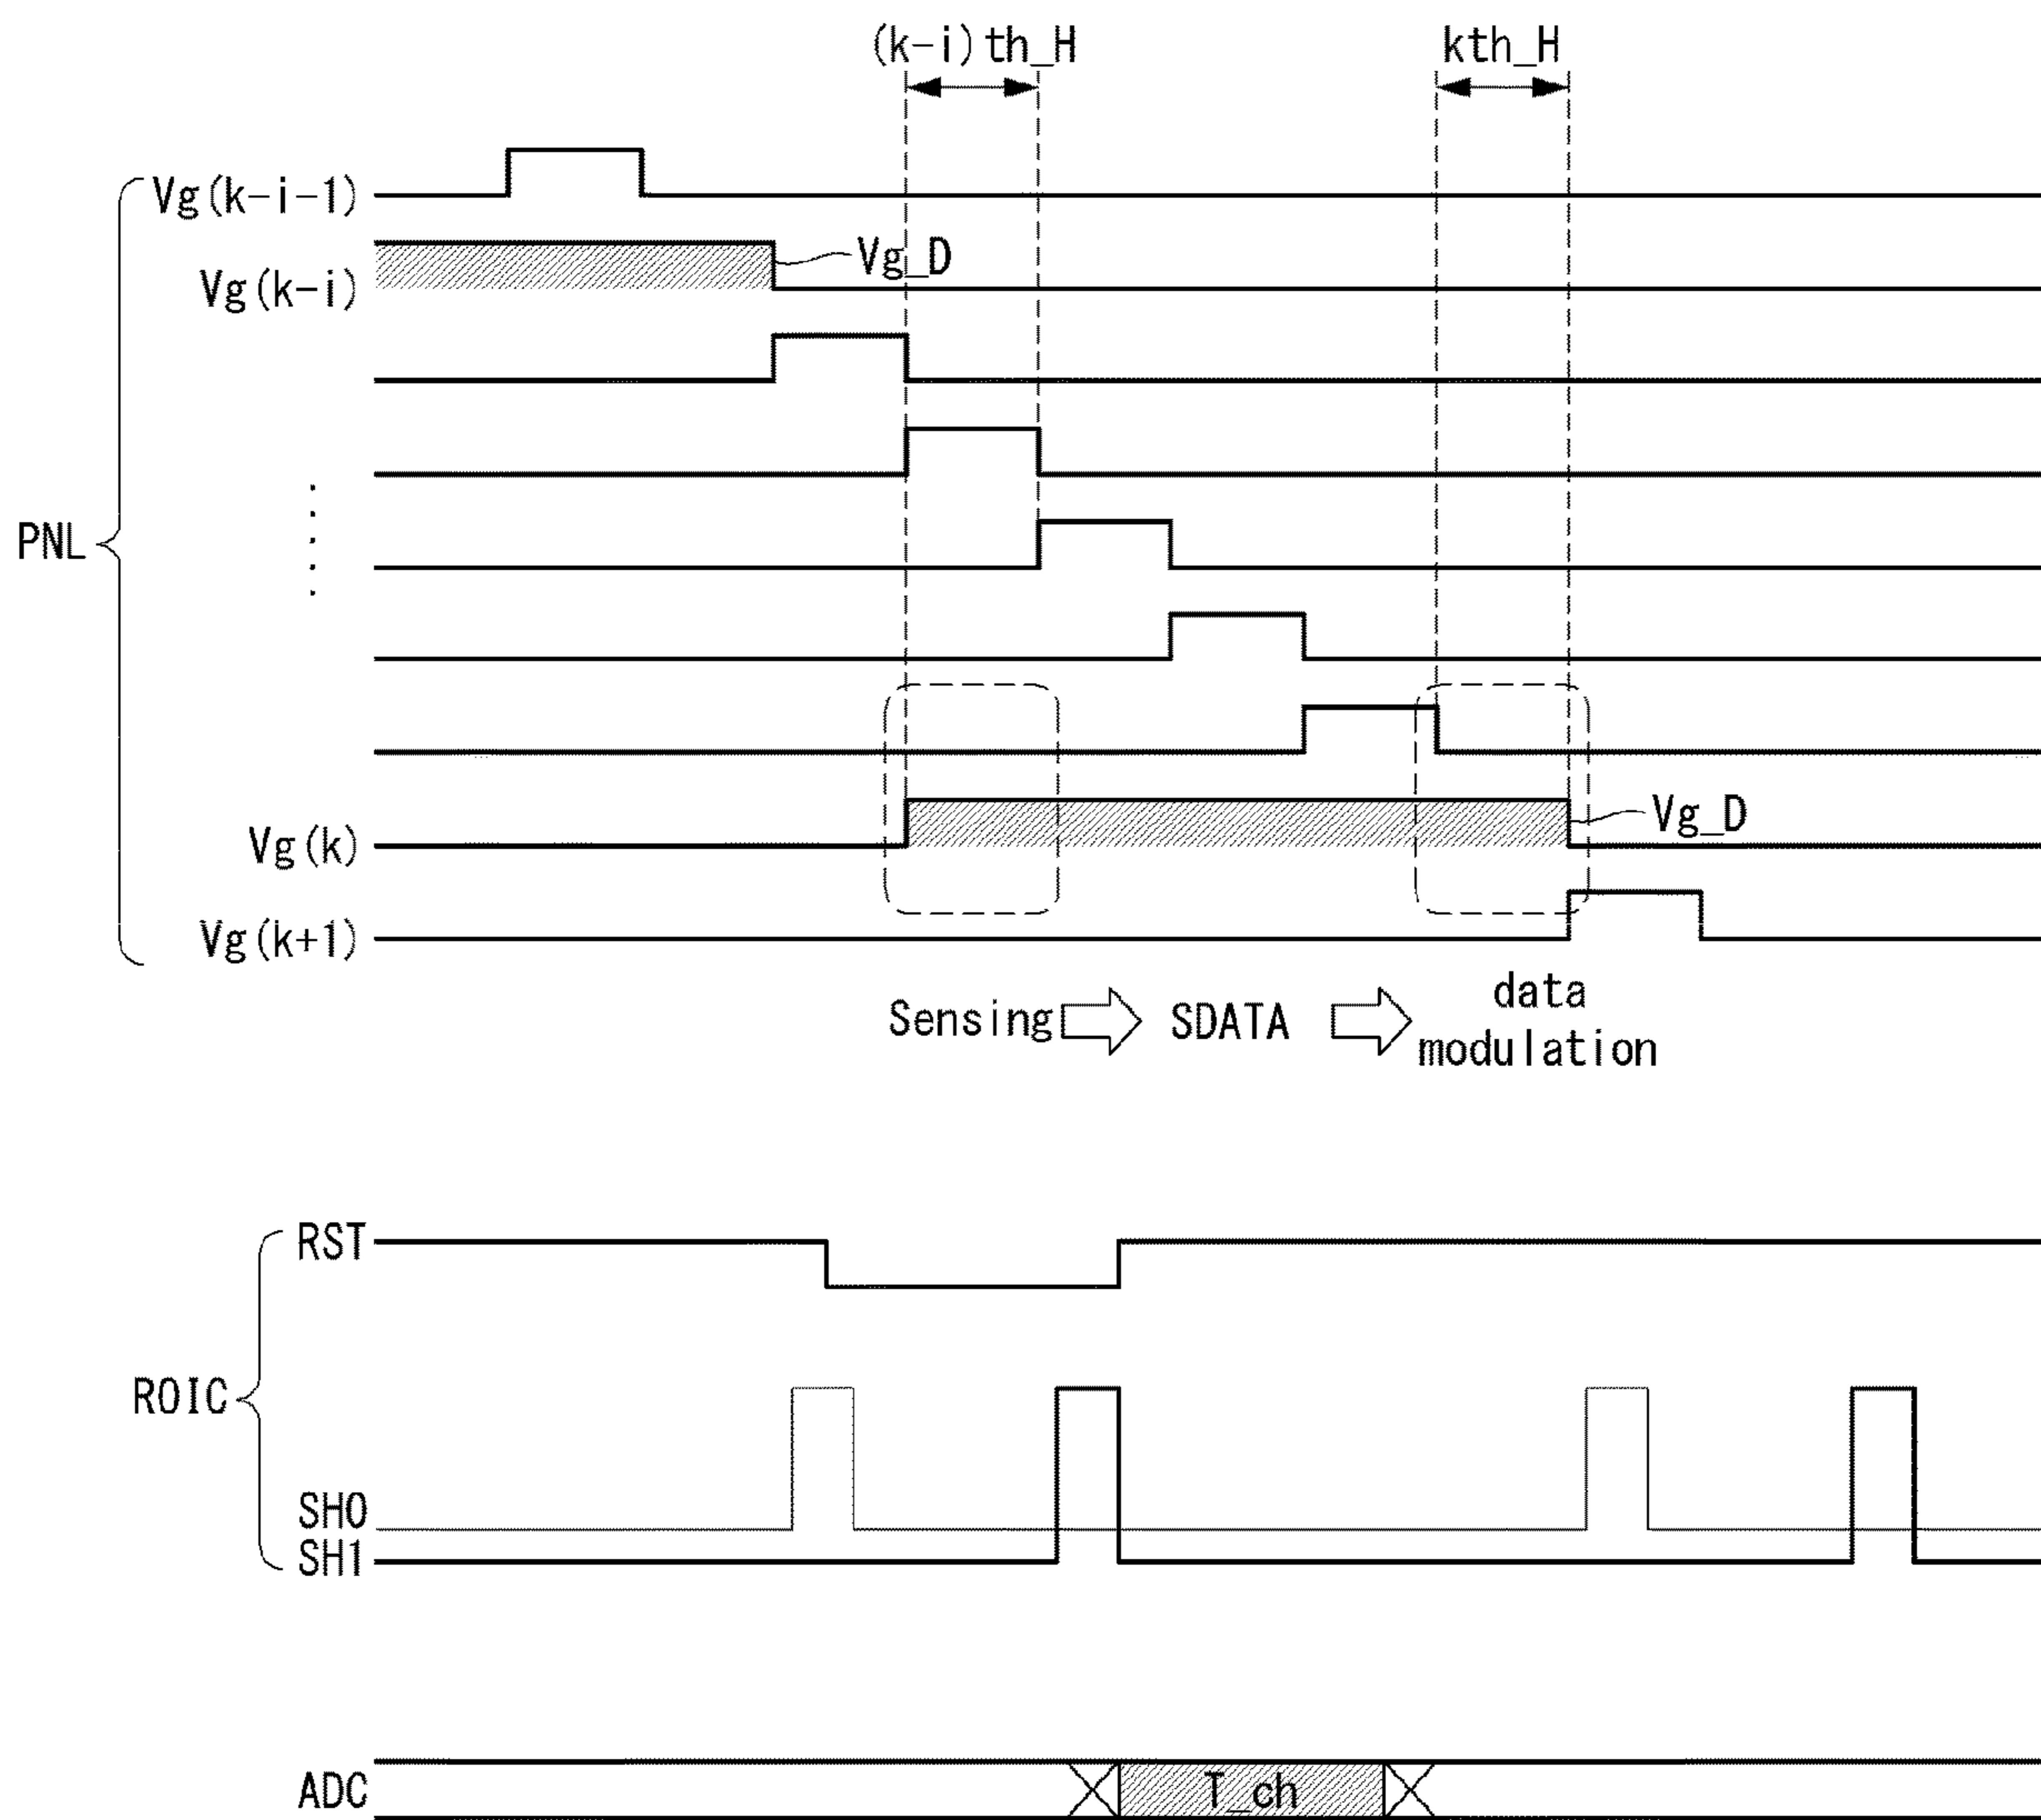 (k-i)th_H
kth_H
Vg(k-i-1)
Vg_D
Vg(k-i)
PNL
Vg_D
Vg(k)
Vg(k+1)
Sensing SDATA data modulation
RST
ROIC
SH0
SH1
ADC
T_ch